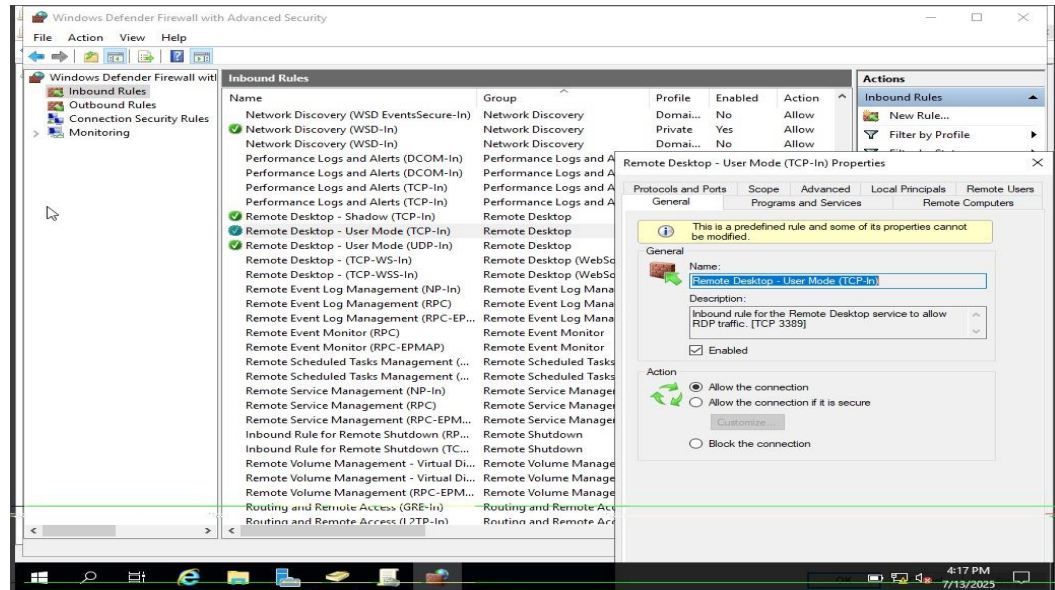 Windows Defender Firewall with Advanced Security
File Action View Help
Windows Defender Firewall witl
Inbound Rules
Outbound Rules
Connection Security Rules
Monitoring
Inbound Rules
Name Group Profile Enabled Action
Network Discovery (WSD EventsSecure-In) Network Discovery Domai... No Allow
Network Discovery (WSD-In) Network Discovery Private Yes Allow
Network Discovery (WSD-In) Network Discovery Domai... No Allow
Performance Logs and Alerts (DCOM-In) Performance Logs and A
Performance Logs and Alerts (DCOM-In) Performance Logs and A
Performance Logs and Alerts (TCP-In) Performance Logs and A
Performance Logs and Alerts (TCP-In) Performance Logs and A
Remote Desktop - Shadow (TCP-In) Remote Desktop
Remote Desktop - User Mode (TCP-In) Remote Desktop
Remote Desktop - User Mode (UDP-In) Remote Desktop
Remote Desktop - (TCP-WS-In) Remote Desktop (WebSo
Remote Desktop - (TCP-WSS-In) Remote Desktop (WebSo
Remote Event Log Management (NP-In) Remote Event Log Mana
Remote Event Log Management (RPC) Remote Event Log Mana
Remote Event Log Management (RPC-EP... Remote Event Log Mana
Remote Event Monitor (RPC) Remote Event Monitor
Remote Event Monitor (RPC-EPMAP) Remote Event Monitor
Remote Scheduled Tasks Management (... Remote Scheduled Tasks
Remote Scheduled Tasks Management (... Remote Scheduled Tasks
Remote Service Management (NP-In) Remote Service Manager
Remote Service Management (RPC) Remote Service Manager
Remote Service Management (RPC-EPM... Remote Service Manager
Inbound Rule for Remote Shutdown (RP... Remote Shutdown
Inbound Rule for Remote Shutdown (TC... Remote Shutdown
Remote Volume Management - Virtual Di... Remote Volume Manage
Remote Volume Management - Virtual Di... Remote Volume Manage
Remote Volume Management (RPC-EPM... Remote Volume Manage
Routing and Remote Access (GRE-In) Routing and Remote Acc
Routing and Remote Access (L2TP-In) Routing and Remote Acc
Actions
Inbound Rules
New Rule...
Filter by Profile
Remote Desktop - User Mode (TCP-In) Properties
Protocols and Ports Scope Advanced Local Principals Remote Users
General Programs and Services Remote Computers
This is a predefined rule and some of its properties cannot
be modified.
General
Name:
Remote Desktop - User Mode (TCP-In)
Description:
Inbound rule for the Remote Desktop service to allow
RDP traffic. [TCP 3389]
Enabled
Action
Allow the connection
Allow the connection if it is secure
Customize...
Block the connection
OK
4:17 PM
7/13/2025